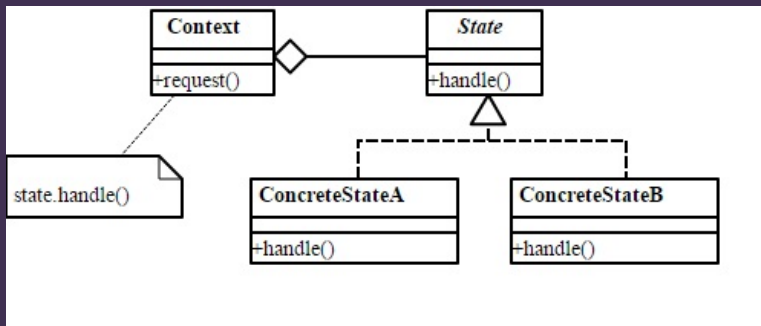 Context
State
+request()
+handle()
state.handle()
ConcreteStateA
ConcreteStateB
+handle()
+handle()